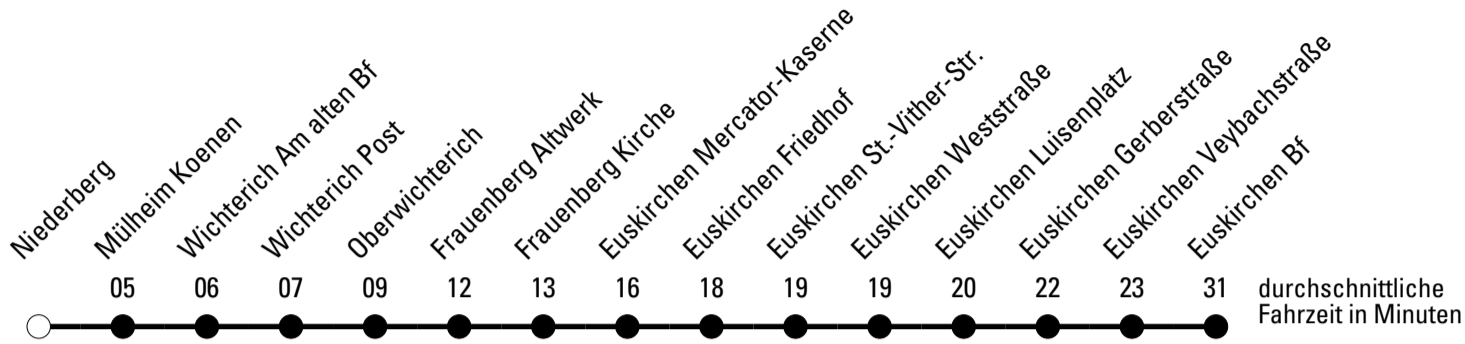 Niederberg
Mülheim Koenen
Wichterich Am alten Bf
Wichterich Post
Oberwichterich
Frauenberg Altwerk
Frauenberg Kirche
Euskirchen Mercator-Kaserne
Euskirchen Friedhof
Euskirchen St.-Vither-Str.
Euskirchen Weststraße
Euskirchen Luisenplatz
Euskirchen Gerberstraße
Euskirchen Veybachstraße
Euskirchen Bf
05 06 07 09 12 13 16 18 19 19 20 22 23 31
durchschnittliche
Fahrzeit in Minuten